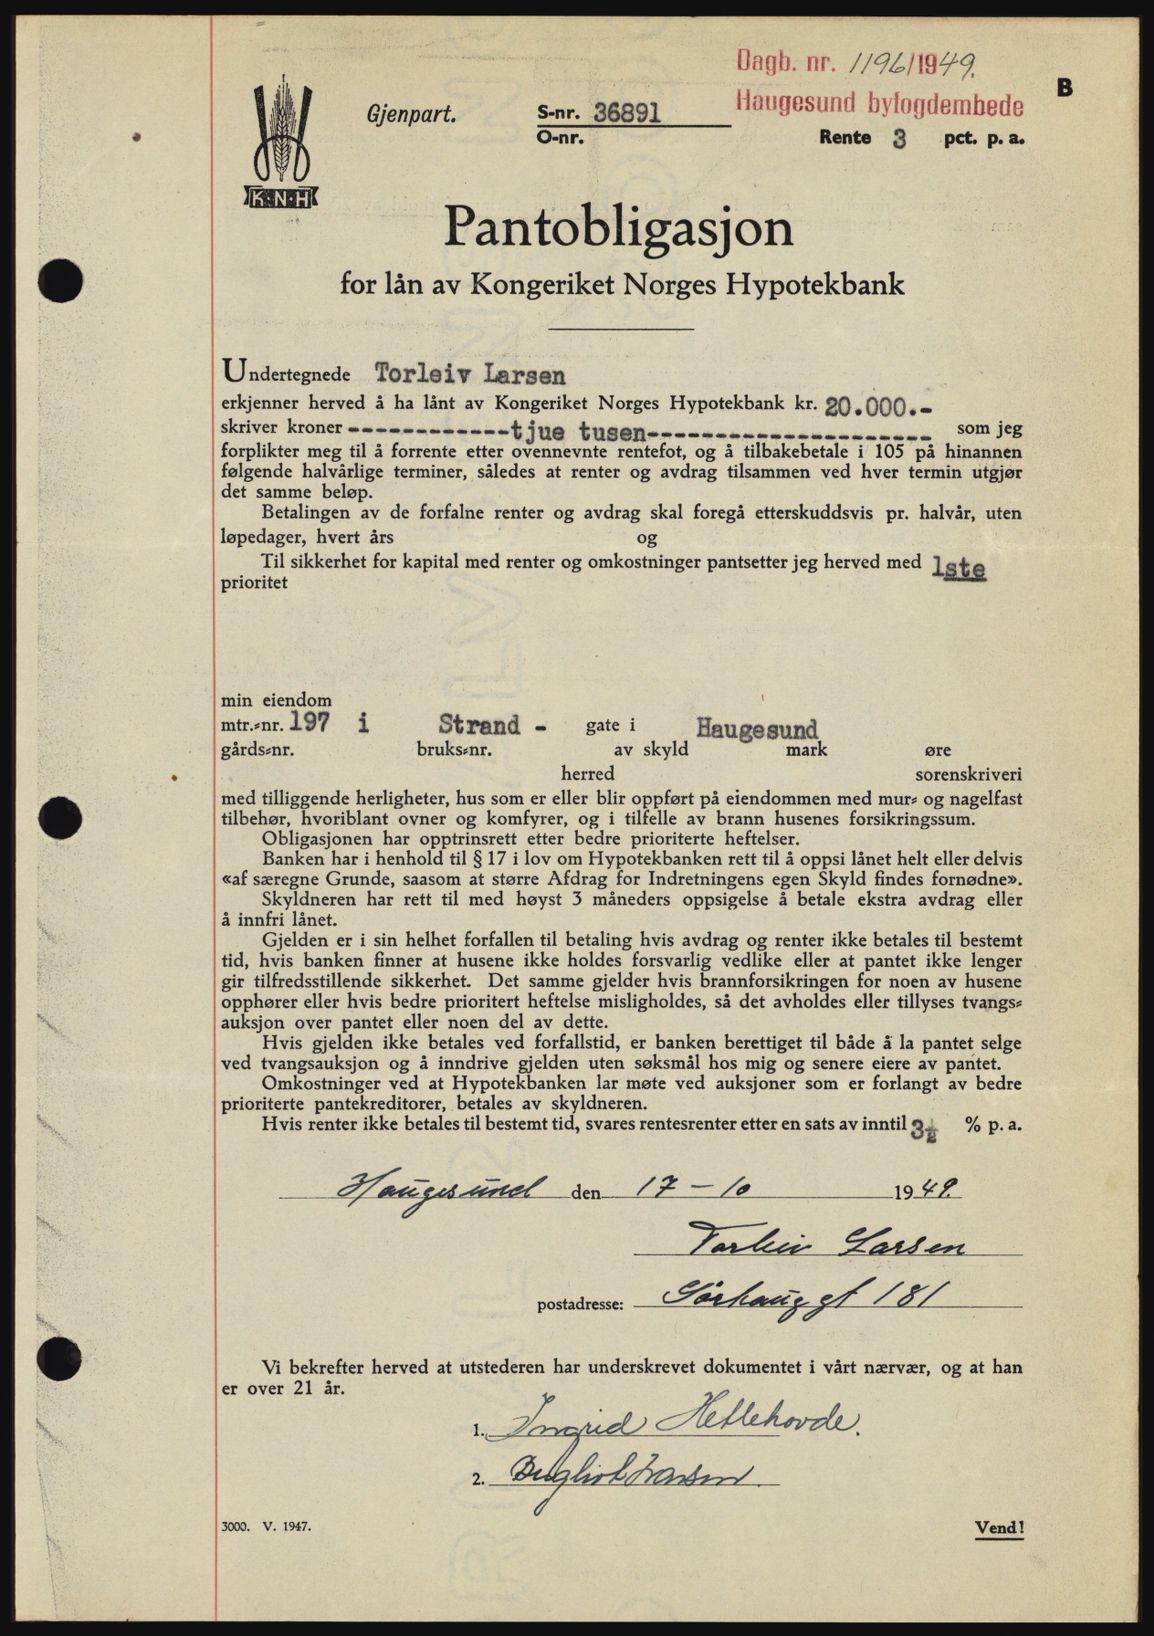 Dagb. nr. 1196/1949.
Haugesund byfogdembede
B
Gjenpart.
S-nr. 36891
O-nr.
Rente 3 pct. p. a.
K·N·H
Pantobligasjon
for lån av Kongeriket Norges Hypotekbank
Undertegnede Torleiv Larsen
erkjenner herved å ha lånt av Kongeriket Norges Hypotekbank kr. 20.000.-
skriver kroner ------------tjue tusen--------------------- som jeg
forplikter meg til å forrente etter ovennevnte rentefot, og å tilbakebetale i 105 på hinannen
følgende halvårlige terminer, således at renter og avdrag tilsammen ved hver termin utgjør
det samme beløp.
Betalingen av de forfalne renter og avdrag skal foregå etterskuddsvis pr. halvår, uten
løpedager, hvert års og
Til sikkerhet for kapital med renter og omkostninger pantsetter jeg herved med 1ste
prioritet
min eiendom
mtr.-nr. 197 i Strand - gate i Haugesund
gårds-nr. bruks-nr. av skyld mark øre
herred sorenskriveri
med tilliggende herligheter, hus som er eller blir oppført på eiendommen med mur- og nagelfast
tilbehør, hvoriblant ovner og komfyrer, og i tilfelle av brann husenes forsikringssum.
Obligasjonen har opptrinsrett etter bedre prioriterte heftelser.
Banken har i henhold til § 17 i lov om Hypotekbanken rett til å oppsi lånet helt eller delvis
«af særegne Grunde, saasom at større Afdrag for Indretningens egen Skyld findes fornødne».
Skyldneren har rett til med høyst 3 måneders oppsigelse å betale ekstra avdrag eller
å innfri lånet.
Gjelden er i sin helhet forfallen til betaling hvis avdrag og renter ikke betales til bestemt
tid, hvis banken finner at husene ikke holdes forsvarlig vedlike eller at pantet ikke lenger
gir tilfredsstillende sikkerhet. Det samme gjelder hvis brannforsikringen for noen av husene
opphører eller hvis bedre prioritert heftelse misligholdes, så det avholdes eller tillyses tvangs-
auksjon over pantet eller noen del av dette.
Hvis gjelden ikke betales ved forfallstid, er banken berettiget til både å la pantet selge
ved tvangsauksjon og å inndrive gjelden uten søksmål hos mig og senere eiere av pantet.
Omkostninger ved at Hypotekbanken lar møte ved auksjoner som er forlangt av bedre
prioriterte pantekreditorer, betales av skyldneren.
Hvis renter ikke betales til bestemt tid, svares rentesrenter etter en sats av inntil 3½ % p. a.
Haugesund den 17 - 10 1949.
Torleiv Larsen
postadresse: Sørhauggt 181
Vi bekrefter herved at utstederen har underskrevet dokumentet i vårt nærvær, og at han
er over 21 år.
1. Ingrid Hettehovde.
2. Larsen.
3000. V. 1947.
Vend!